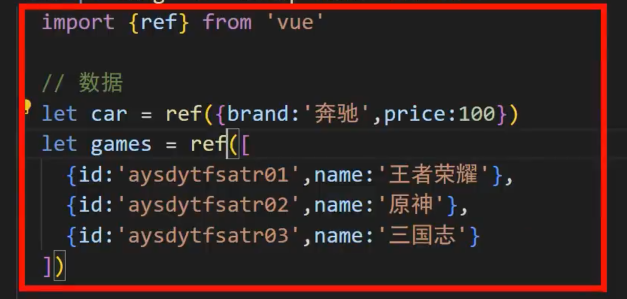 import {ref} from 'vue'
// 数据
let car = ref({brand:'奔驰',price:100})
let games = ref([
{id:'aysdytfsatr01',name:'王者荣耀'},
{id:'aysdytfsatr02',name:'原神'},
{id:'aysdytfsatr03',name:'三国志'}
])